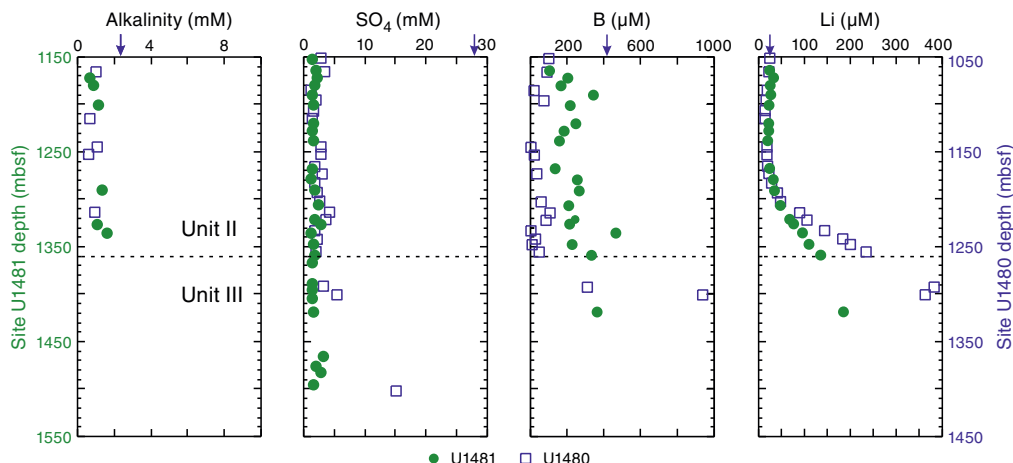 Alkalinity (mM) SO4 (mM) B (µM) Li (µM)
0 4 8 0 10 20 30 200 600 1000 0 100 200 300 400
1150 1050
1250 1150
Unit II
1350 1250
Unit III
1450 1350
1550 1450
Site U1481 depth (mbsf)
Site U1480 depth (mbsf)
U1481 U1480